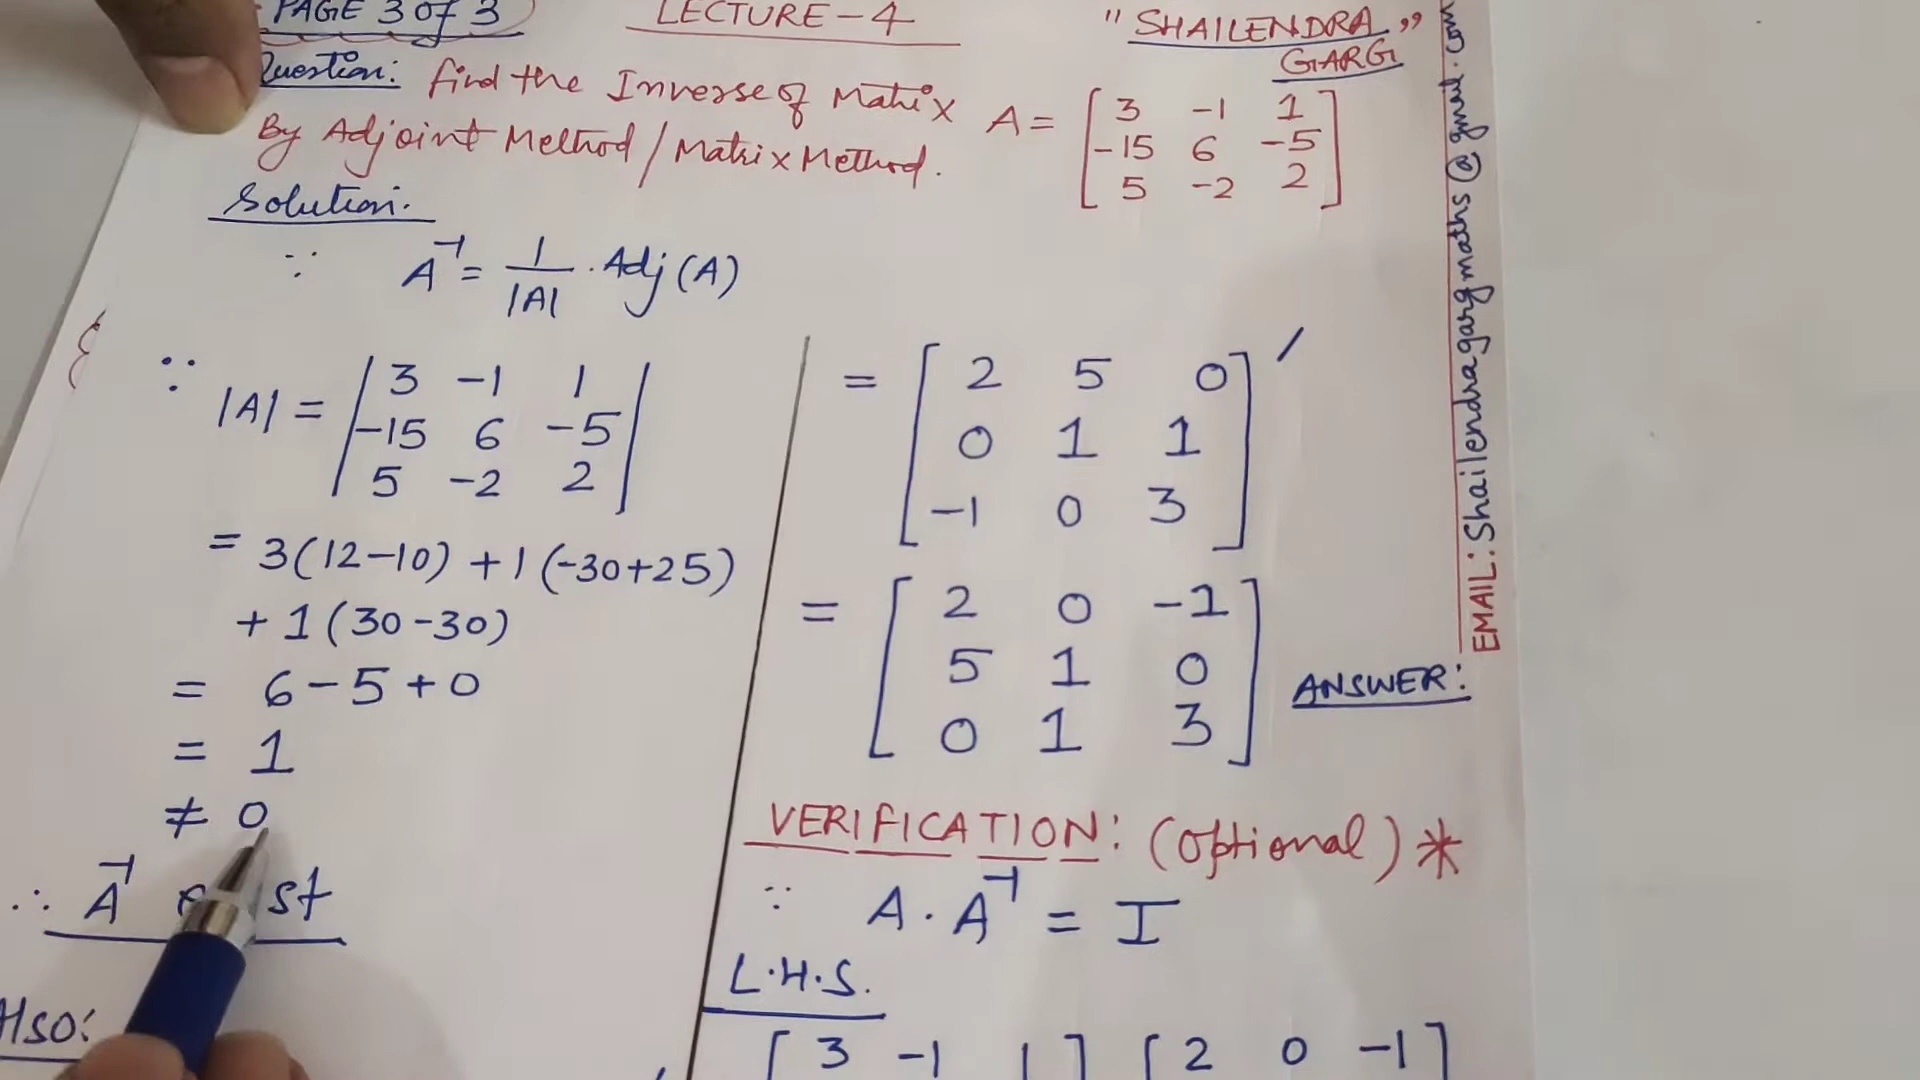 PAGE 3 of 3
LECTURE-4
"SHAILENDRA GARG"
Question: find the Inverse of Matrix
By Adjoint Method / Matrix Method.
A = [ 3 -1 1
-15 6 -5
5 -2 2 ]
Solution.
∵ A⁻¹ = 1/|A| . Adj (A)
∵ |A| = | 3 -1 1
-15 6 -5
5 -2 2 |
= 3(12-10) + 1(-30+25)
+ 1(30-30)
= 6-5+0
= 1
≠ 0
∴ A⁻¹
= [ 2 5 0
0 1 1
-1 0 3 ]′
= [ 2 0 -1
5 1 0
0 1 3 ]
ANSWER:
VERIFICATION: (optional) *
∵ A . A⁻¹ = I
L.H.S.
[ 3 -1 1 ] [ 2 0 -1 ]
EMAIL: Shailendragargmaths@gmail.com